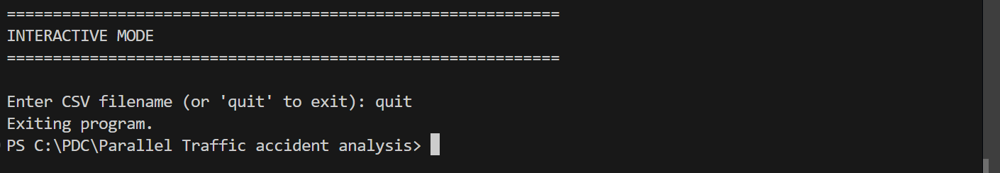 ============================================================
INTERACTIVE MODE
============================================================
Enter CSV filename (or 'quit' to exit): quit
Exiting program.
PS C:\PDC\Parallel Traffic accident analysis>